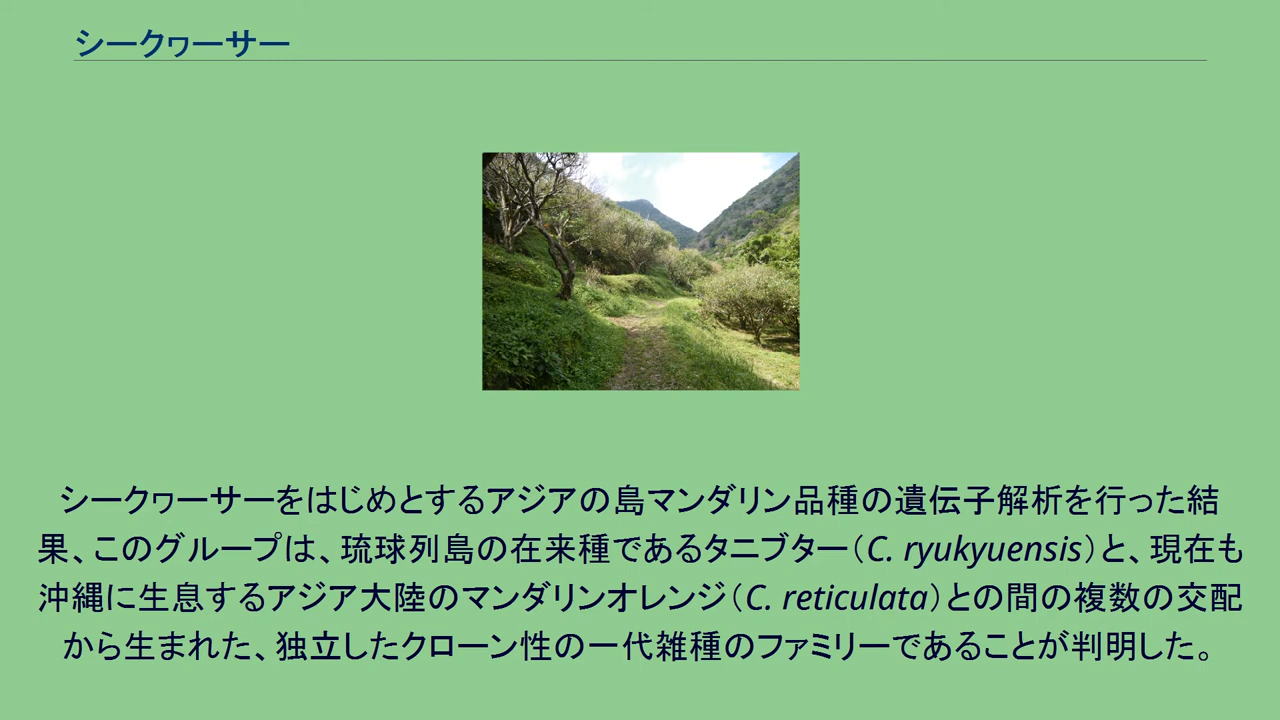 シークヮーサー
シークヮーサーをはじめとするアジアの島マンダリン品種の遺伝子解析を行った結
果、このグループは、琉球列島の在来種であるタニブター（C. ryukyuensis）と、現在も
沖縄に生息するアジア大陸のマンダリンオレンジ（C. reticulata）との間の複数の交配
から生まれた、独立したクローン性の一代雑種のファミリーであることが判明した。